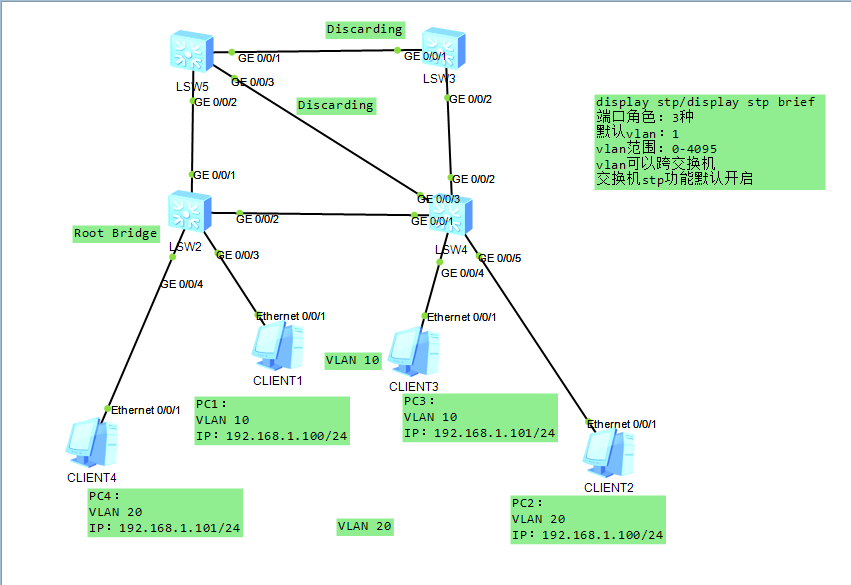 Discarding
GE 0/0/1
GE 0/0/1
LSW5
GE 0/0/3
LSW3
GE 0/0/2
Discarding
GE 0/0/2
display stp/display stp brief
端口角色：3种
默认vlan：1
vlan范围：0-4095
vlan可以跨交换机
交换机stp功能默认开启
GE 0/0/1
GE 0/0/2
GE 0/0/3
GE 0/0/2
GE 0/0/1
Root Bridge
LSW2
LSW4
GE 0/0/3
GE 0/0/5
GE 0/0/4
GE 0/0/4
Ethernet 0/0/1
Ethernet 0/0/1
VLAN 10
CLIENT1
CLIENT3
PC1：
VLAN 10
IP：192.168.1.100/24
PC3：
VLAN 10
IP：192.168.1.101/24
Ethernet 0/0/1
Ethernet 0/0/1
CLIENT4
CLIENT2
PC4：
VLAN 20
IP：192.168.1.101/24
VLAN 20
PC2：
VLAN 20
IP：192.168.1.100/24